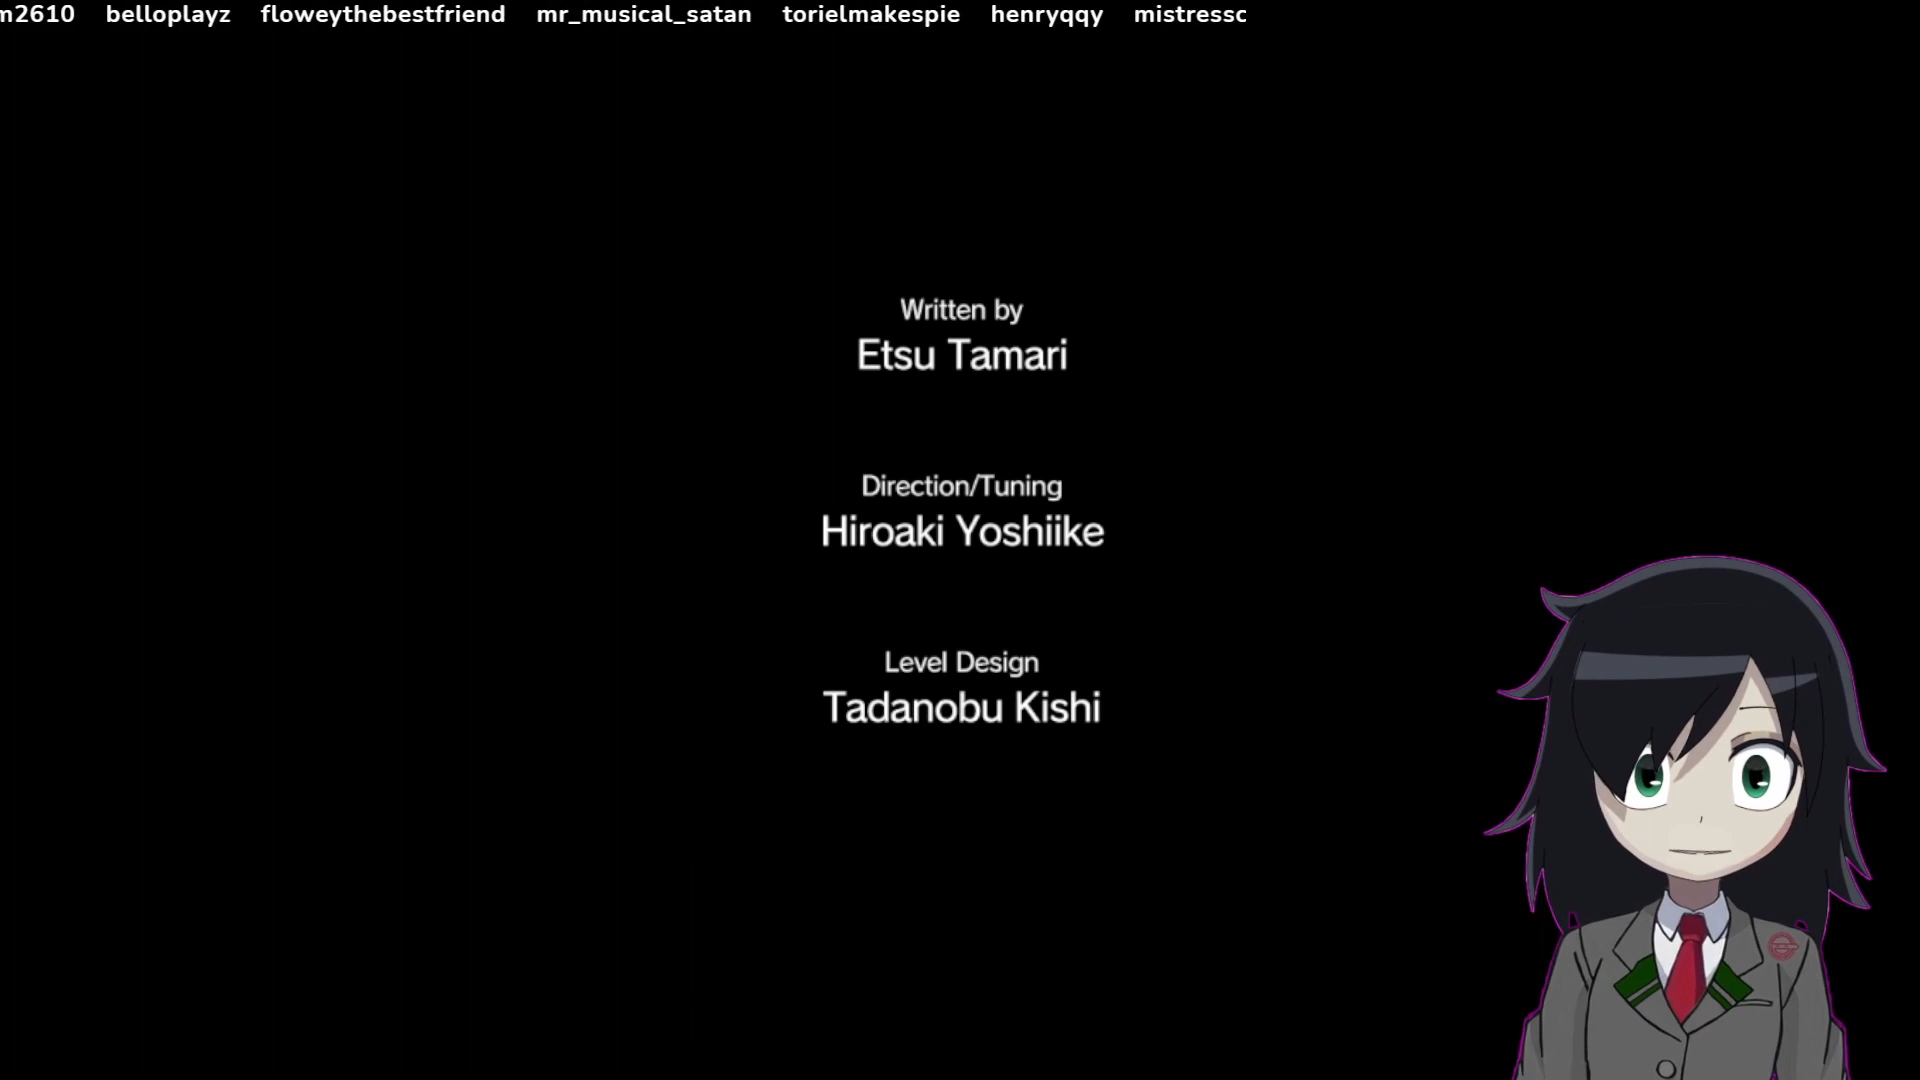 m2610 belloplayz floweythebestfriend mr_musical_satan torielmakespie henryqqy mistressc
Written by
Etsu Tamari
Direction/Tuning
Hiroaki Yoshiike
Level Design
Tadanobu Kishi